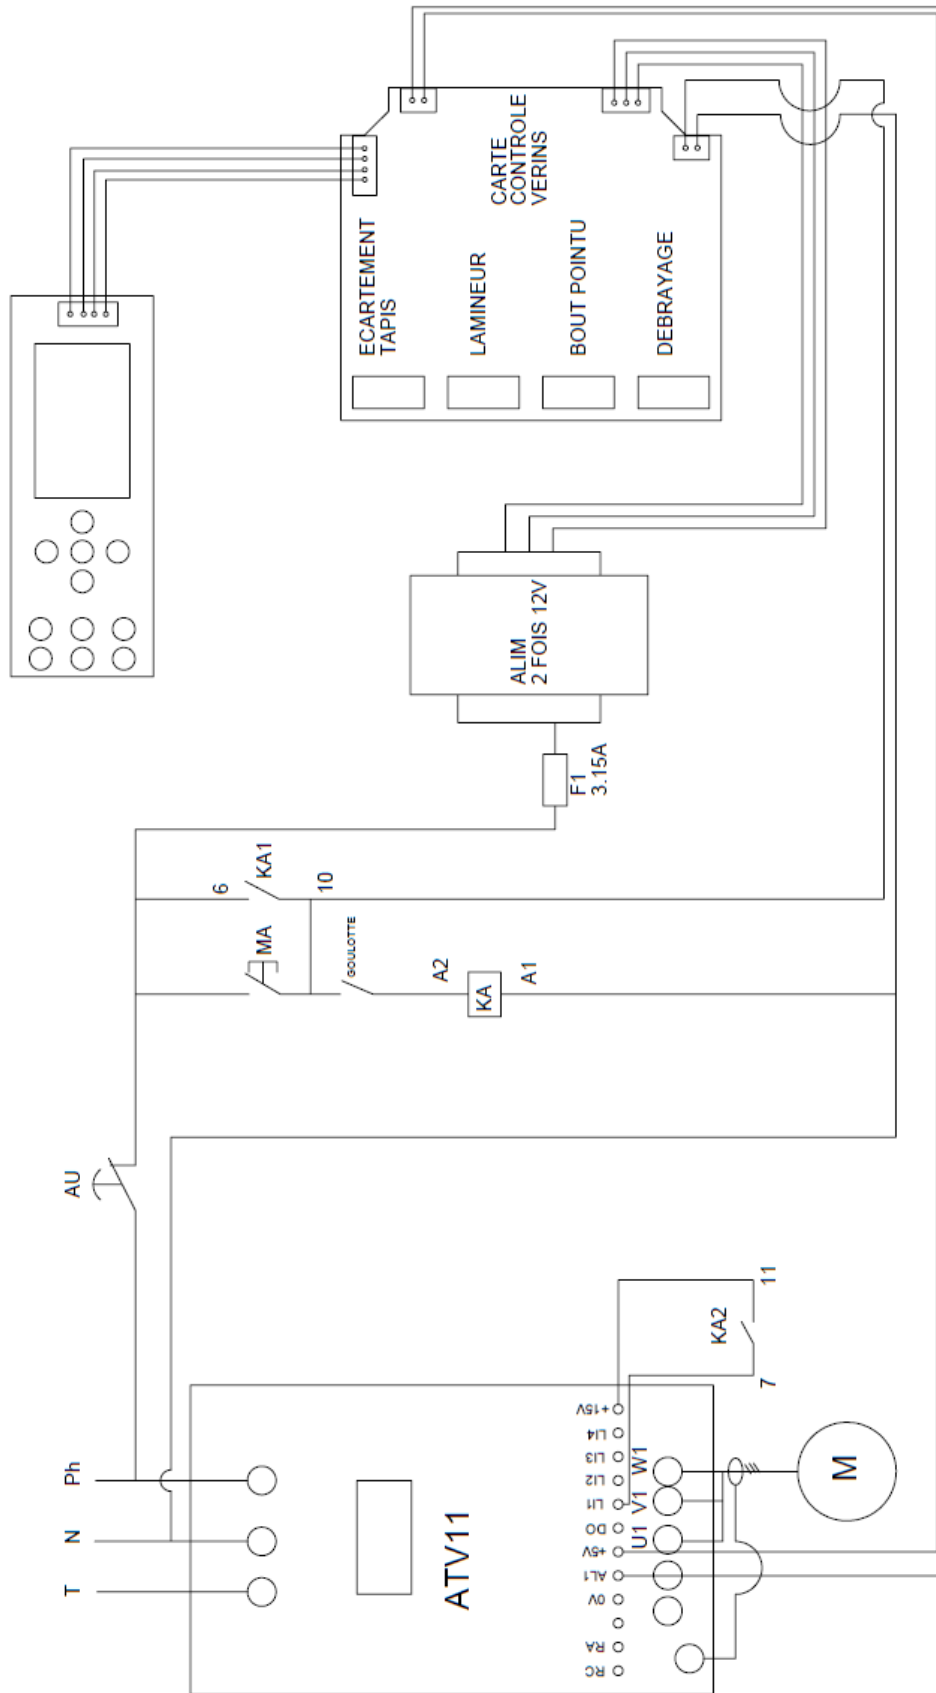 CARTE
CONTROLE
VERINS
ECARTEMENT
TAPIS
LAMINEUR
BOUT POINTU
DEBRAYAGE
ALIM
2 FOIS 12V
F1
3.15A
6
KA1
10
MA
GOULOTTE
A2
KA
A1
AU
Ph
N
T
ATV11
+15V
LI4
LI3
LI2
LI1
DO
+5V
AL1
0V
RA
RC
U1
V1
W1
KA2
11
7
M